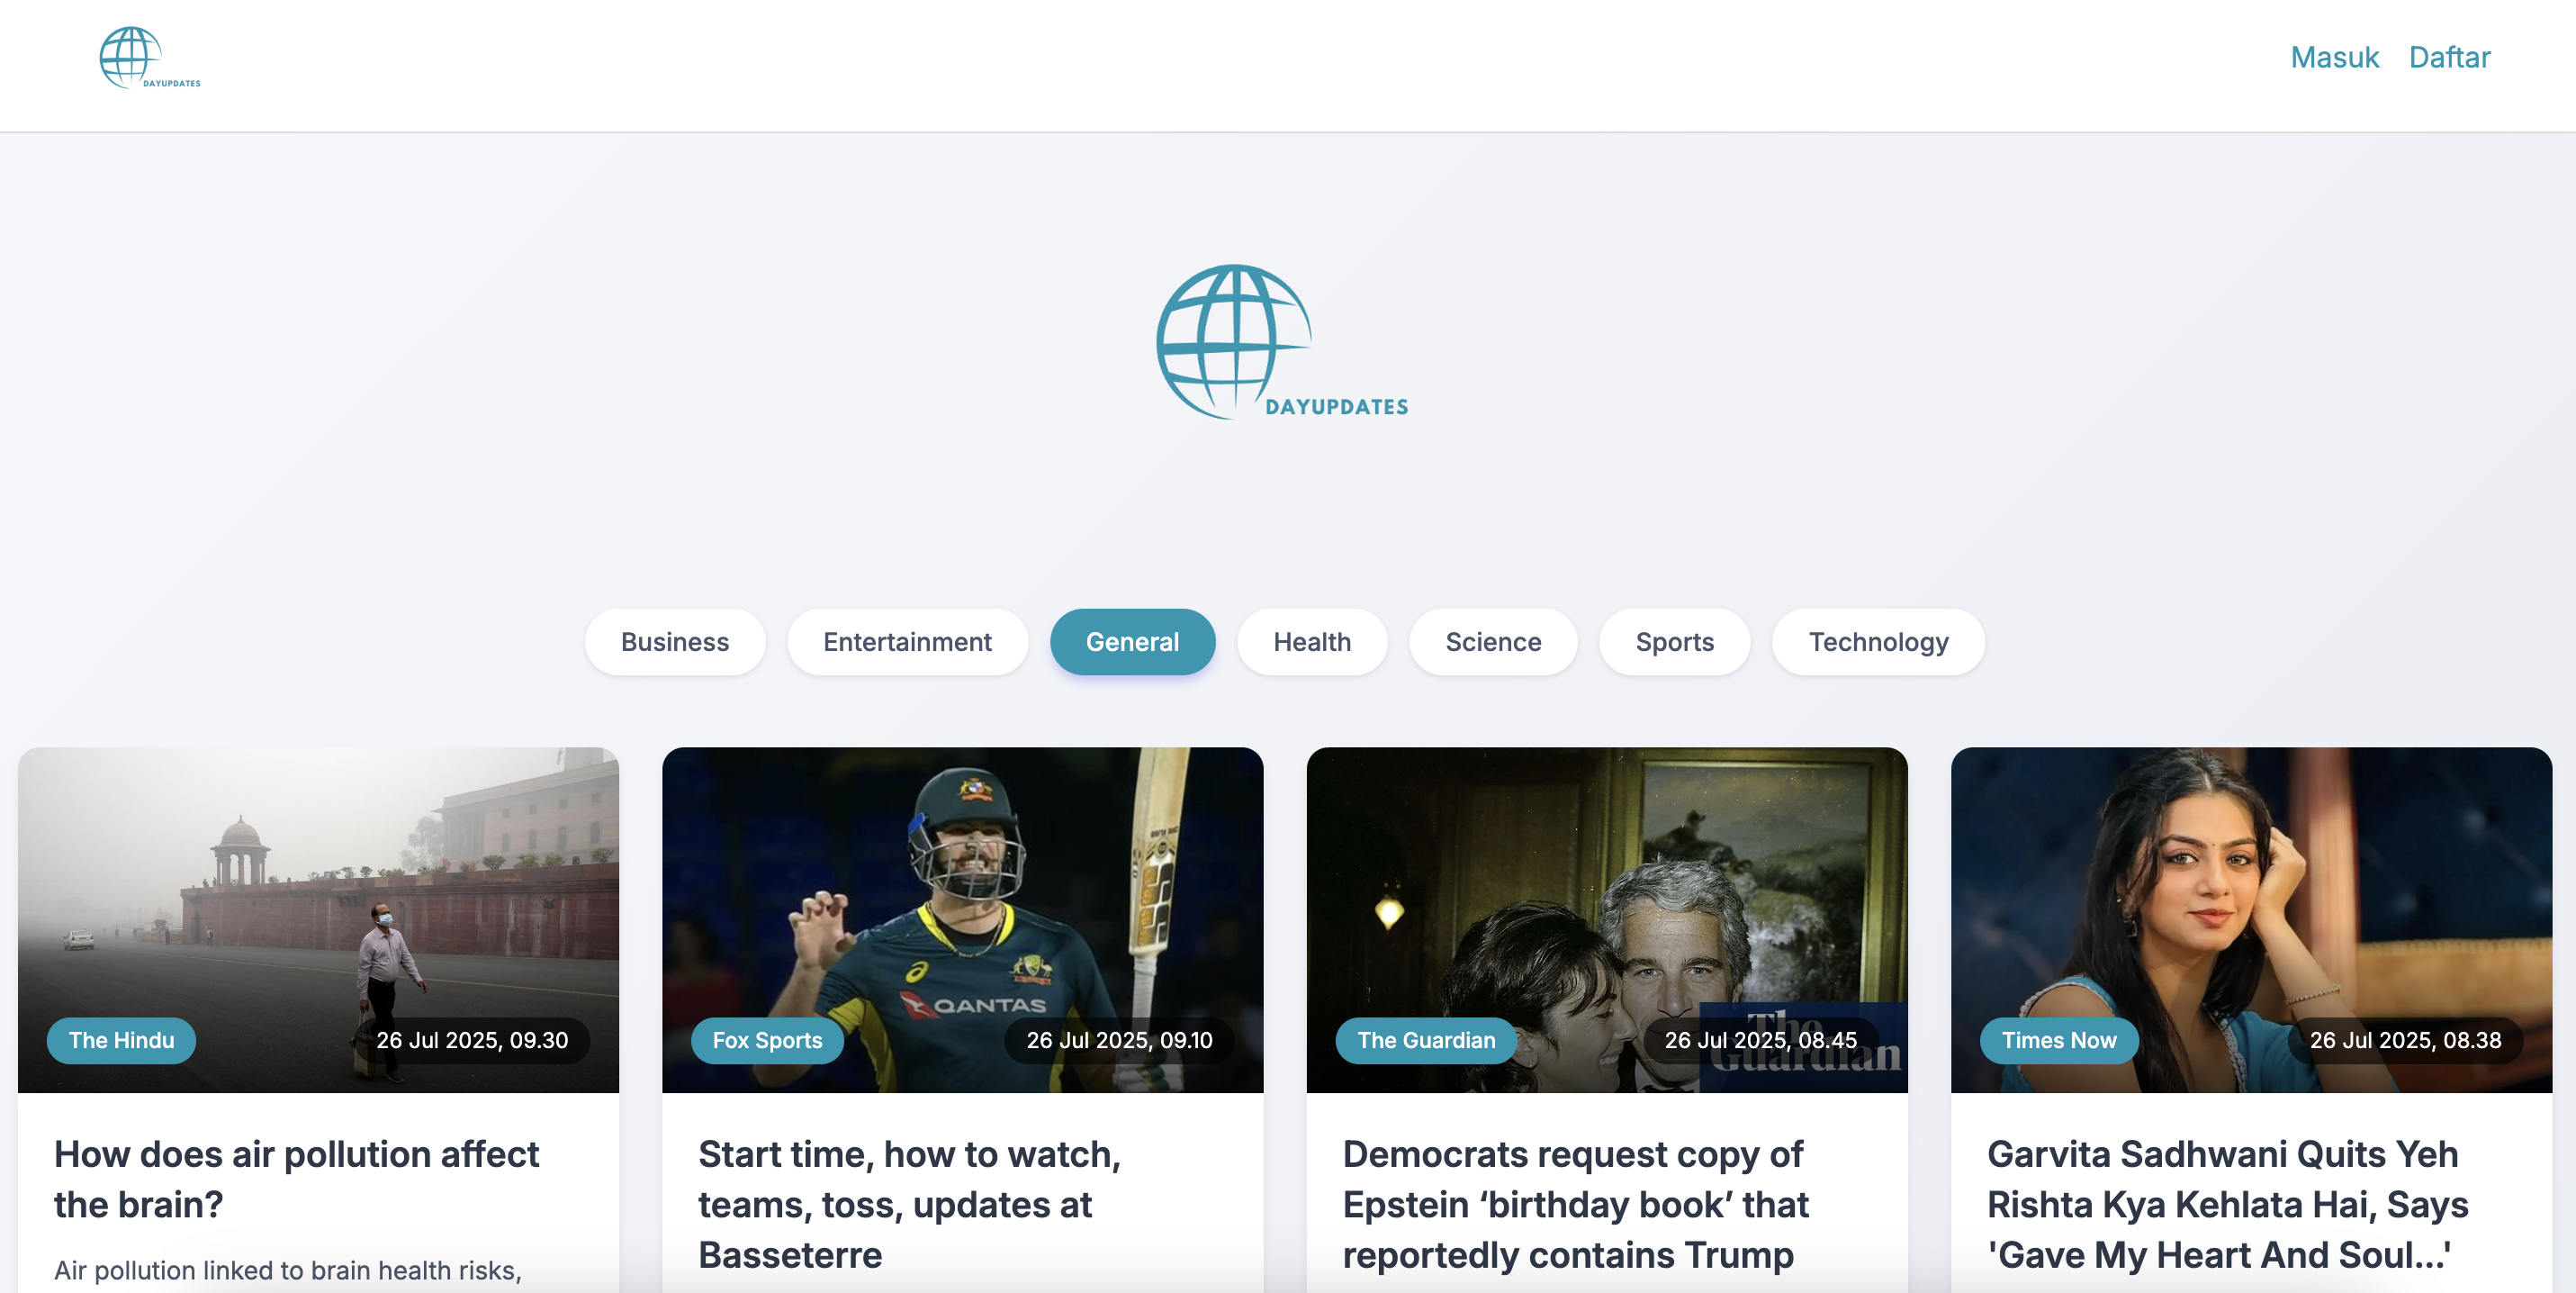 DAYUPDATES
Masuk Daftar
DAYUPDATES
Business Entertainment General Health Science Sports Technology
The Hindu 26 Jul 2025, 09.30
How does air pollution affect
the brain?
Air pollution linked to brain health risks,
QANTAS
Fox Sports 26 Jul 2025, 09.10
Start time, how to watch,
teams, toss, updates at
Basseterre
The
Guardian
The Guardian 26 Jul 2025, 08.45
Democrats request copy of
Epstein ‘birthday book’ that
reportedly contains Trump
Times Now 26 Jul 2025, 08.38
Garvita Sadhwani Quits Yeh
Rishta Kya Kehlata Hai, Says
'Gave My Heart And Soul...'